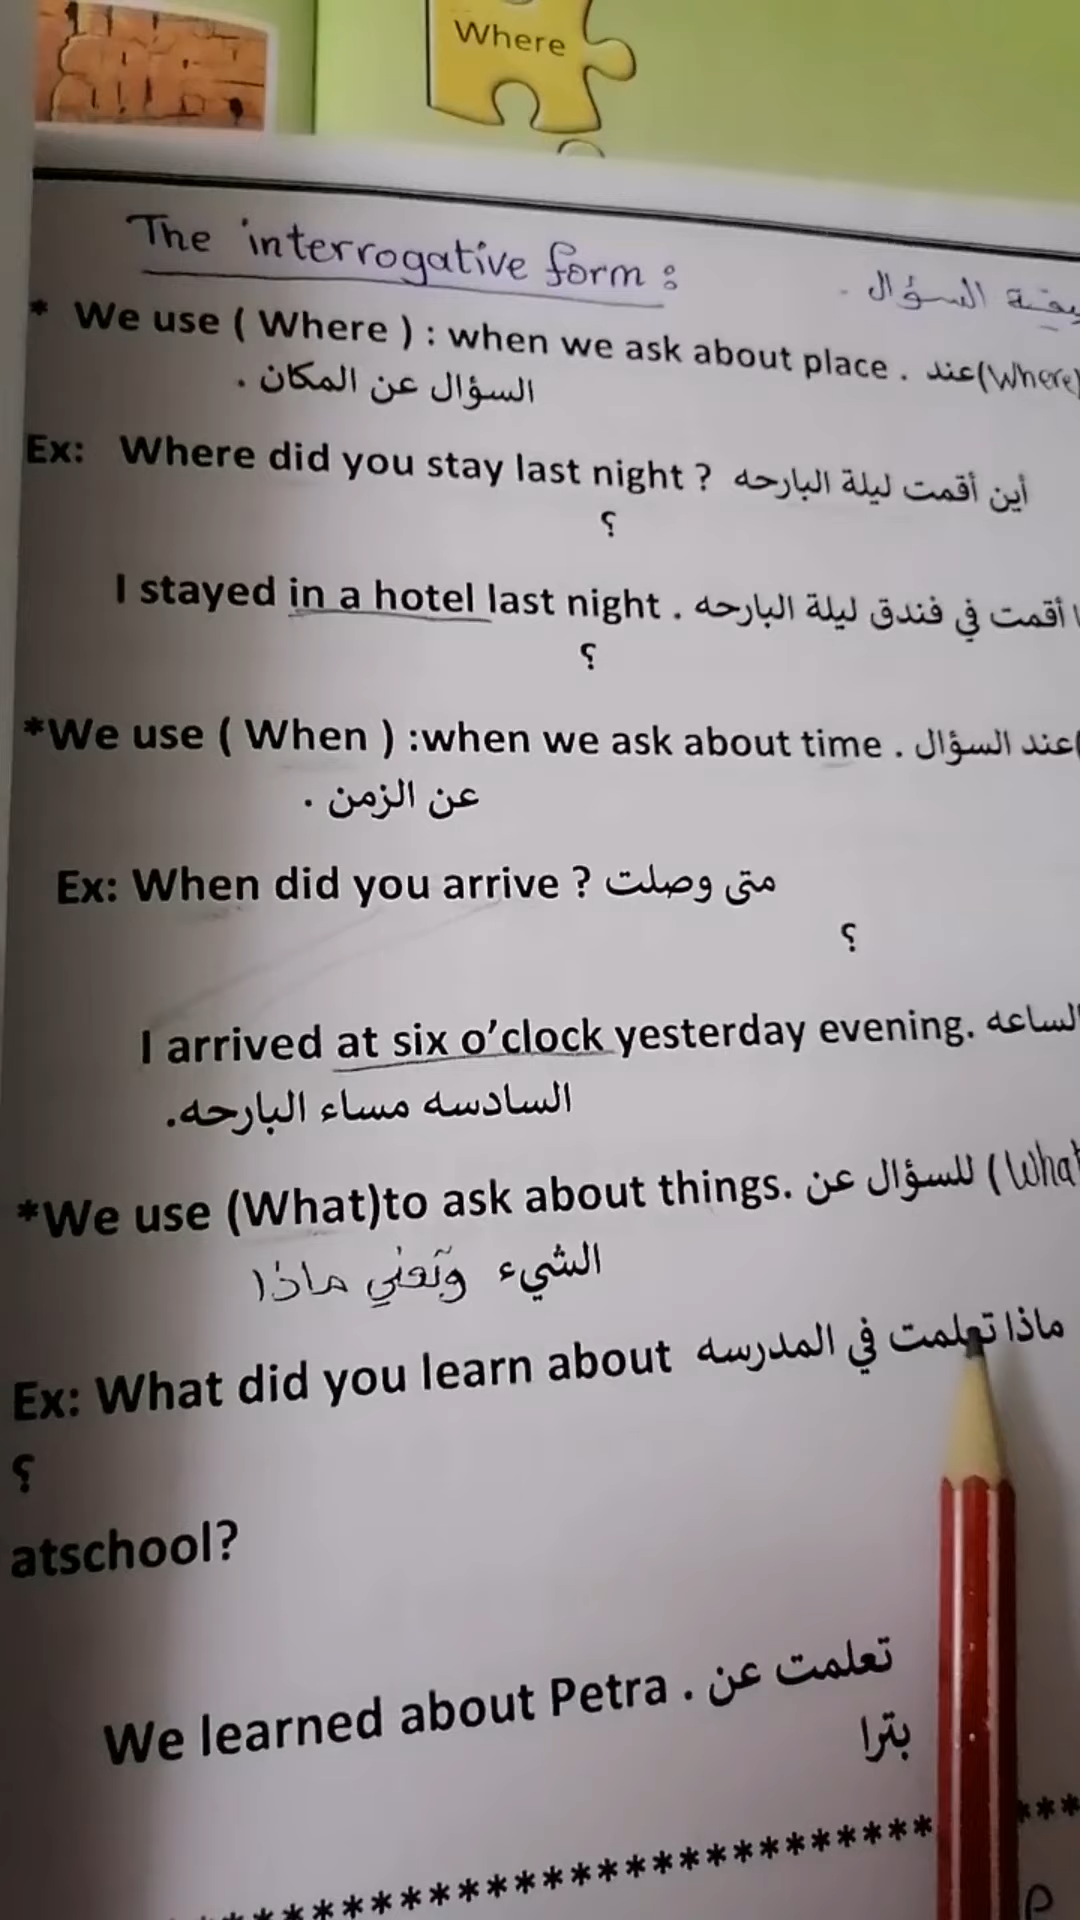 Where
The interrogative form :
السؤال .
* We use ( Where ) : when we ask about place . عند (Where)
السؤال عن المكان .
Ex: Where did you stay last night ? أين أقمت ليلة البارحه
؟
I stayed in a hotel last night . أقمت في فندق ليلة البارحه
؟
*We use ( When ) :when we ask about time . عند السؤال
عن الزمن .
Ex: When did you arrive ? متى وصلت
؟
I arrived at six o'clock yesterday evening. الساعه
السادسه مساء البارحه.
*We use (What)to ask about things. للسؤال عن (What
الشيء وتعني ماذا
Ex: What did you learn about ماذا تعلمت في المدرسه
؟
atschool?
We learned about Petra . تعلمت عن
بترا